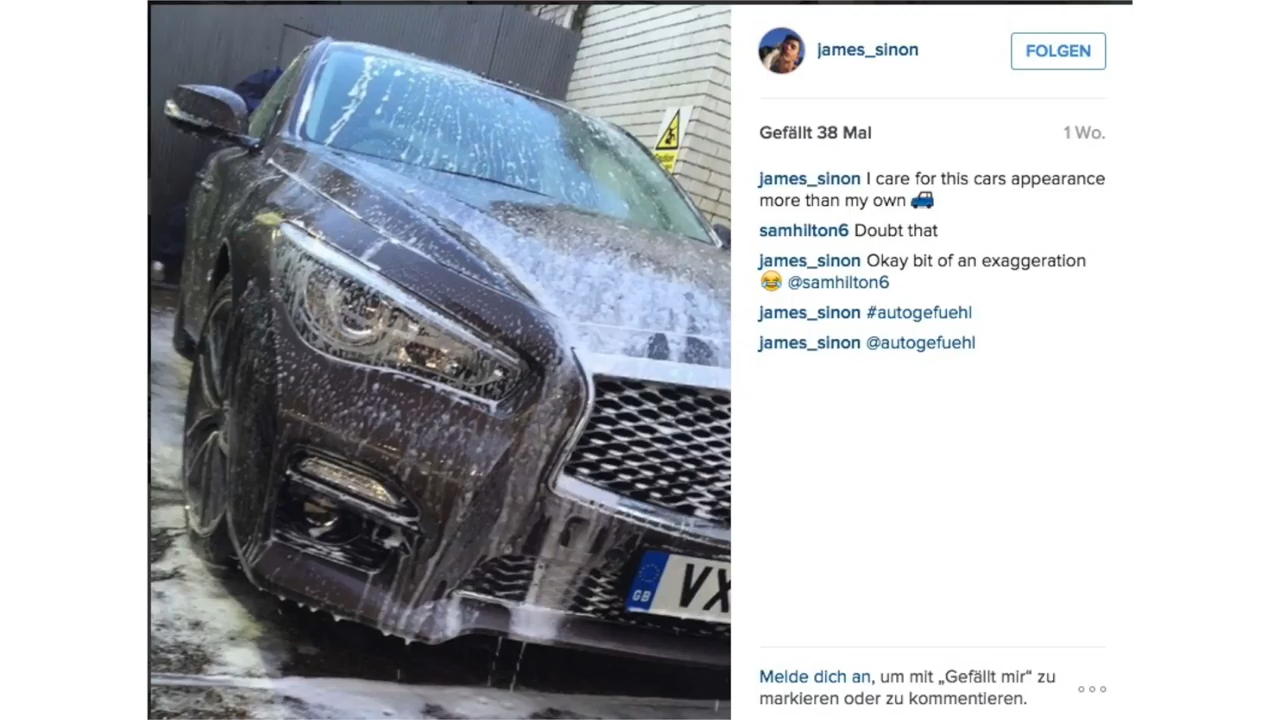 james_sinon
FOLGEN
Gefällt 38 Mal
1 Wo.
james_sinon I care for this cars appearance
more than my own 🚙
samhilton6 Doubt that
james_sinon Okay bit of an exaggeration
😂 @samhilton6
james_sinon #autogefuehl
james_sinon @autogefuehl
Melde dich an, um mit „Gefällt mir“ zu
markieren oder zu kommentieren.
Caution
GB
VX